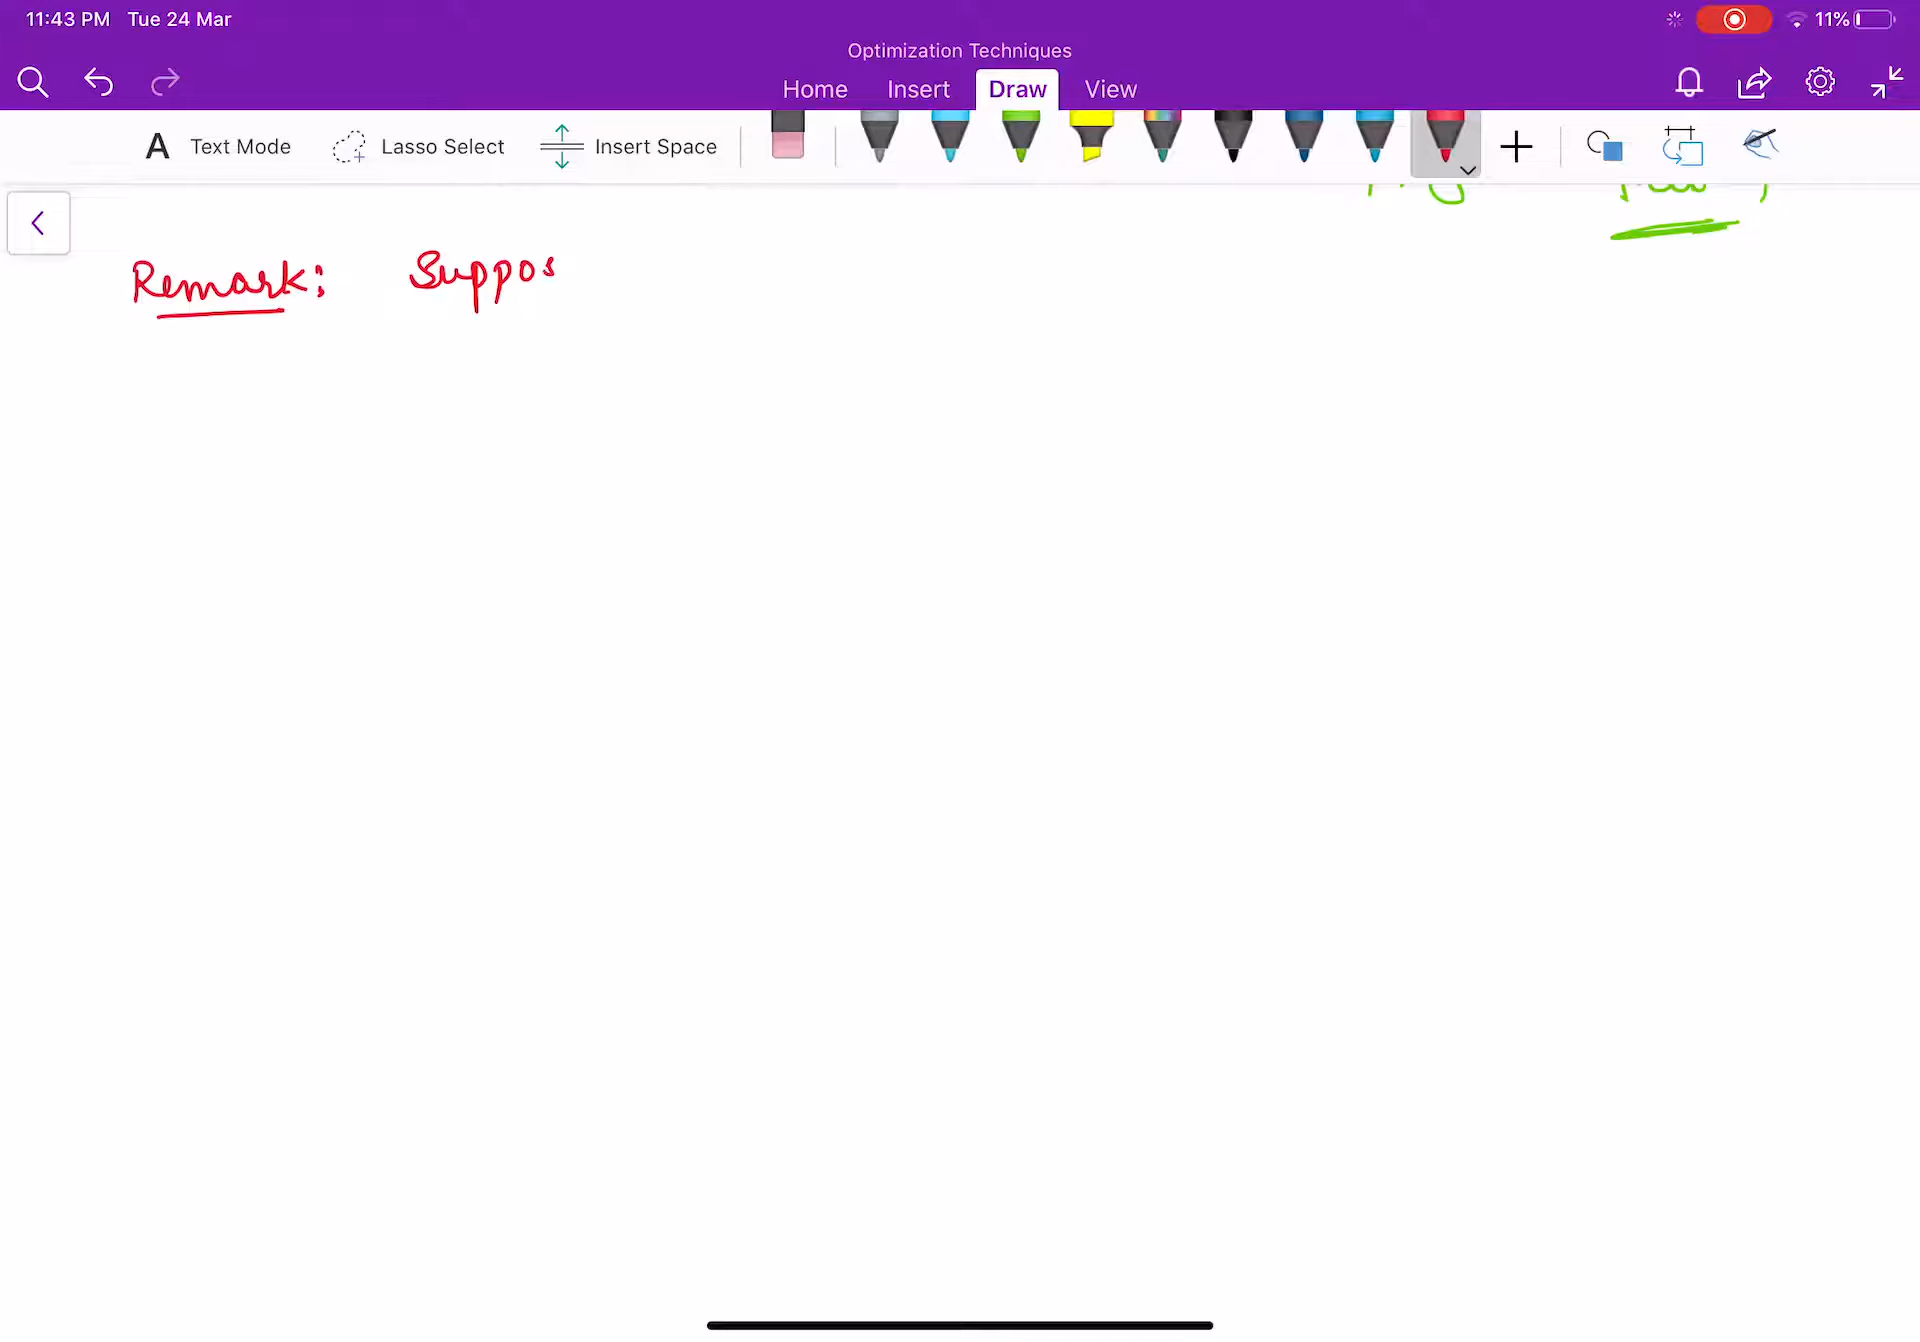 11:43 PM Tue 24 Mar 11%
Optimization Techniques
Home Insert Draw View
A Text Mode Lasso Select Insert Space
Remark: Suppos